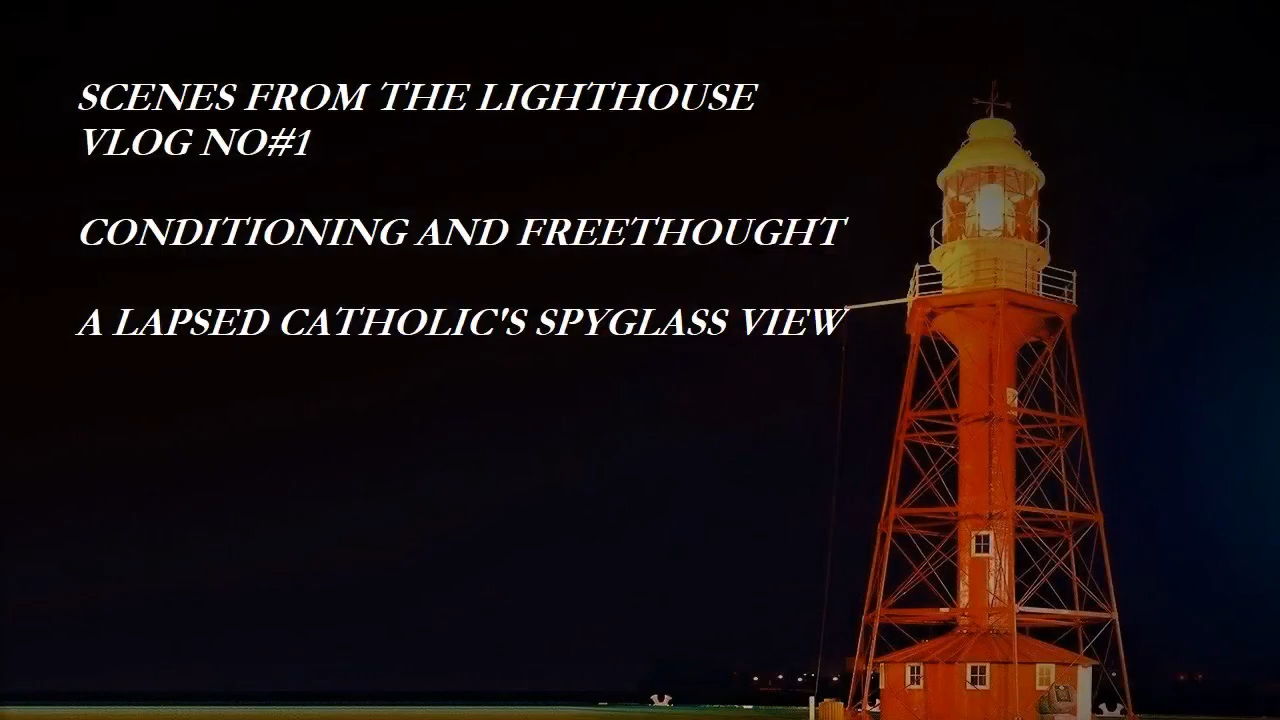 SCENES FROM THE LIGHTHOUSE
VLOG NO#1
CONDITIONING AND FREETHOUGHT
A LAPSED CATHOLIC'S SPYGLASS VIEW